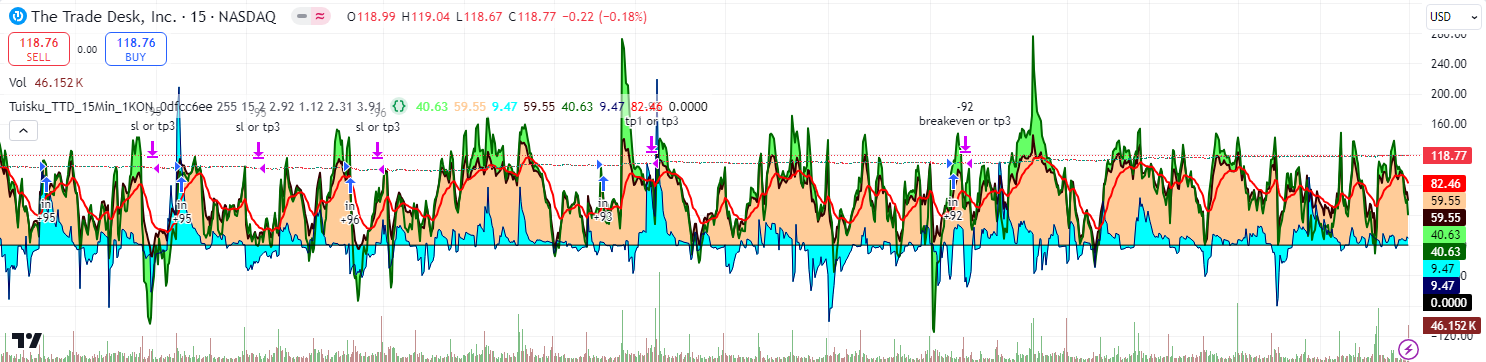 The Trade Desk, Inc. · 15 · NASDAQ O118.99 H119.04 L118.67 C118.77 −0.22 (−0.18%)
USD
118.76 SELL
0.00
118.76 BUY
Vol 46.152 K
Tuisku_TTD_15Min_1KON_0dfcc6ee 255 15.2 2.92 1.12 2.31 3.91 {} 40.63 59.55 9.47 59.55 40.63 9.47 82.46 0.0000
-95
sl or tp3
-95
sl or tp3
-96
sl or tp3
tp1 or tp3
-92
breakeven or tp3
in
+95
in
+95
in
+96
in
+93
in
+92
240.00
200.00
160.00
118.77
82.46
59.55
59.55
40.63
40.63
9.47
9.47
0.0000
46.152 K
−120.00